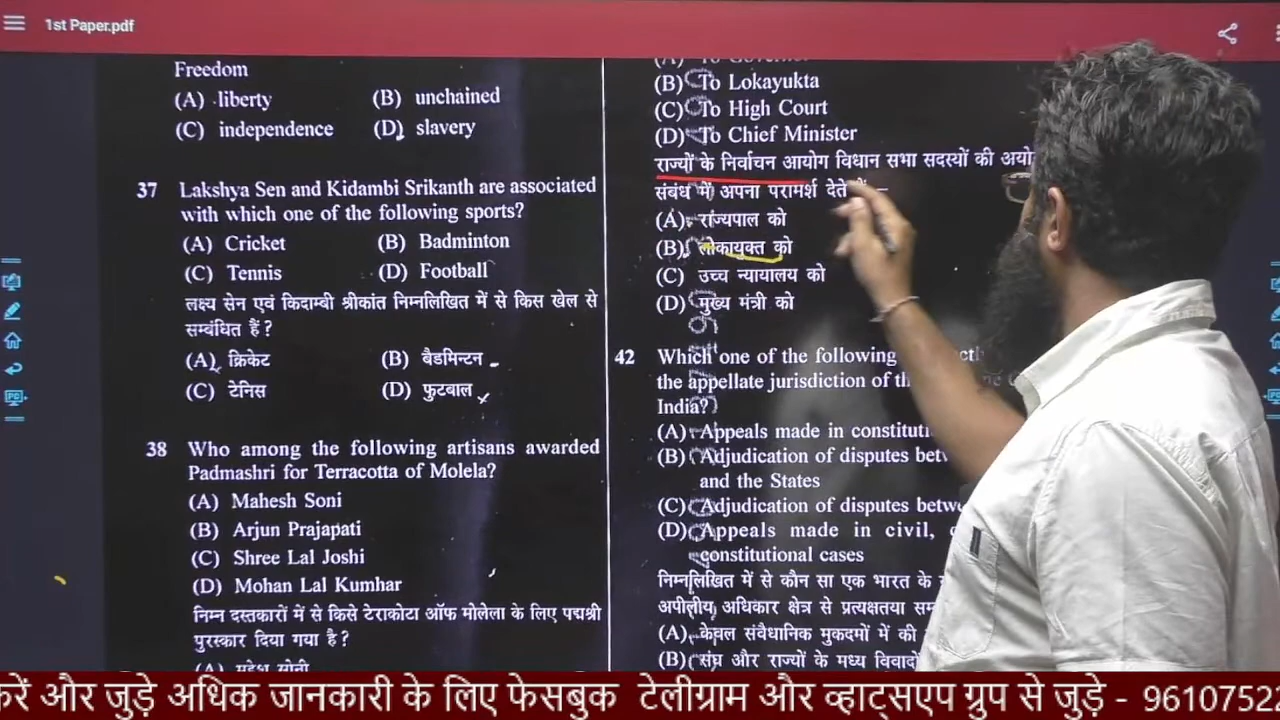 1st Paper.pdf
Freedom
(A) liberty (B) unchained
(C) independence (D) slavery
37 Lakshya Sen and Kidambi Srikanth are associated
with which one of the following sports?
(A) Cricket (B) Badminton
(C) Tennis (D) Football
लक्ष्य सेन एवं किदाम्बी श्रीकांत निम्नलिखित में से किस खेल से
सम्बंधित हैं?
(A) क्रिकेट (B) बैडमिन्टन
(C) टेनिस (D) फुटबाल
38 Who among the following artisans awarded
Padmashri for Terracotta of Molela?
(A) Mahesh Soni
(B) Arjun Prajapati
(C) Shree Lal Joshi
(D) Mohan Lal Kumhar
निम्न दस्तकारों में से किसे टेराकोटा ऑफ मोलेला के लिए पद्मश्री
पुरस्कार दिया गया है?
(A) महेश सोनी
(A) To Governor
(B) To Lokayukta
(C) To High Court
(D) To Chief Minister
राज्यों के निर्वाचन आयोग विधान सभा सदस्यों की
संबंध में अपना परामर्श देते
(A) राज्यपाल को
(B) लोकायुक्त को
(C) उच्च न्यायालय को
(D) मुख्य मंत्री को
42 Which one of the following
the appellate jurisdiction of
India?
(A) Appeals made in
(B) Adjudication of disputes
and the States
(C) Adjudication of disputes
(D) Appeals made in civil,
constitutional cases
निम्नलिखित में से कौन सा एक भारत के
अपीलीय अधिकार क्षेत्र से प्रत्यक्षतया
(A) केवल संवैधानिक मुकदमों में की
(B) संघ और राज्यों के मध्य विवादों
करें और जुड़े अधिक जानकारी के लिए फेसबुक टेलीग्राम और व्हाट्सएप ग्रुप से जुड़े - 96107522